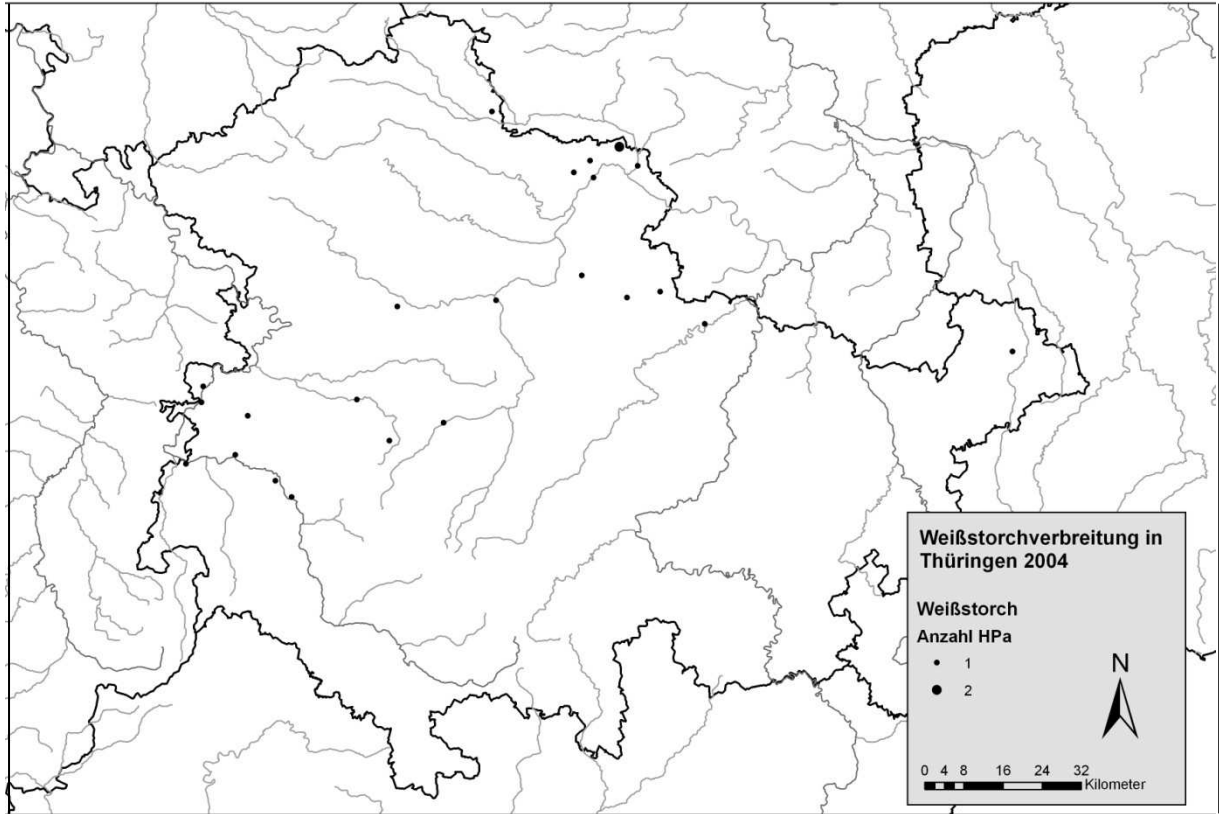 Weißstorchverbreitung in
Thüringen 2004
Weißstorch
Anzahl HPa
1
2
N
0 4 8 16 24 32
Kilometer